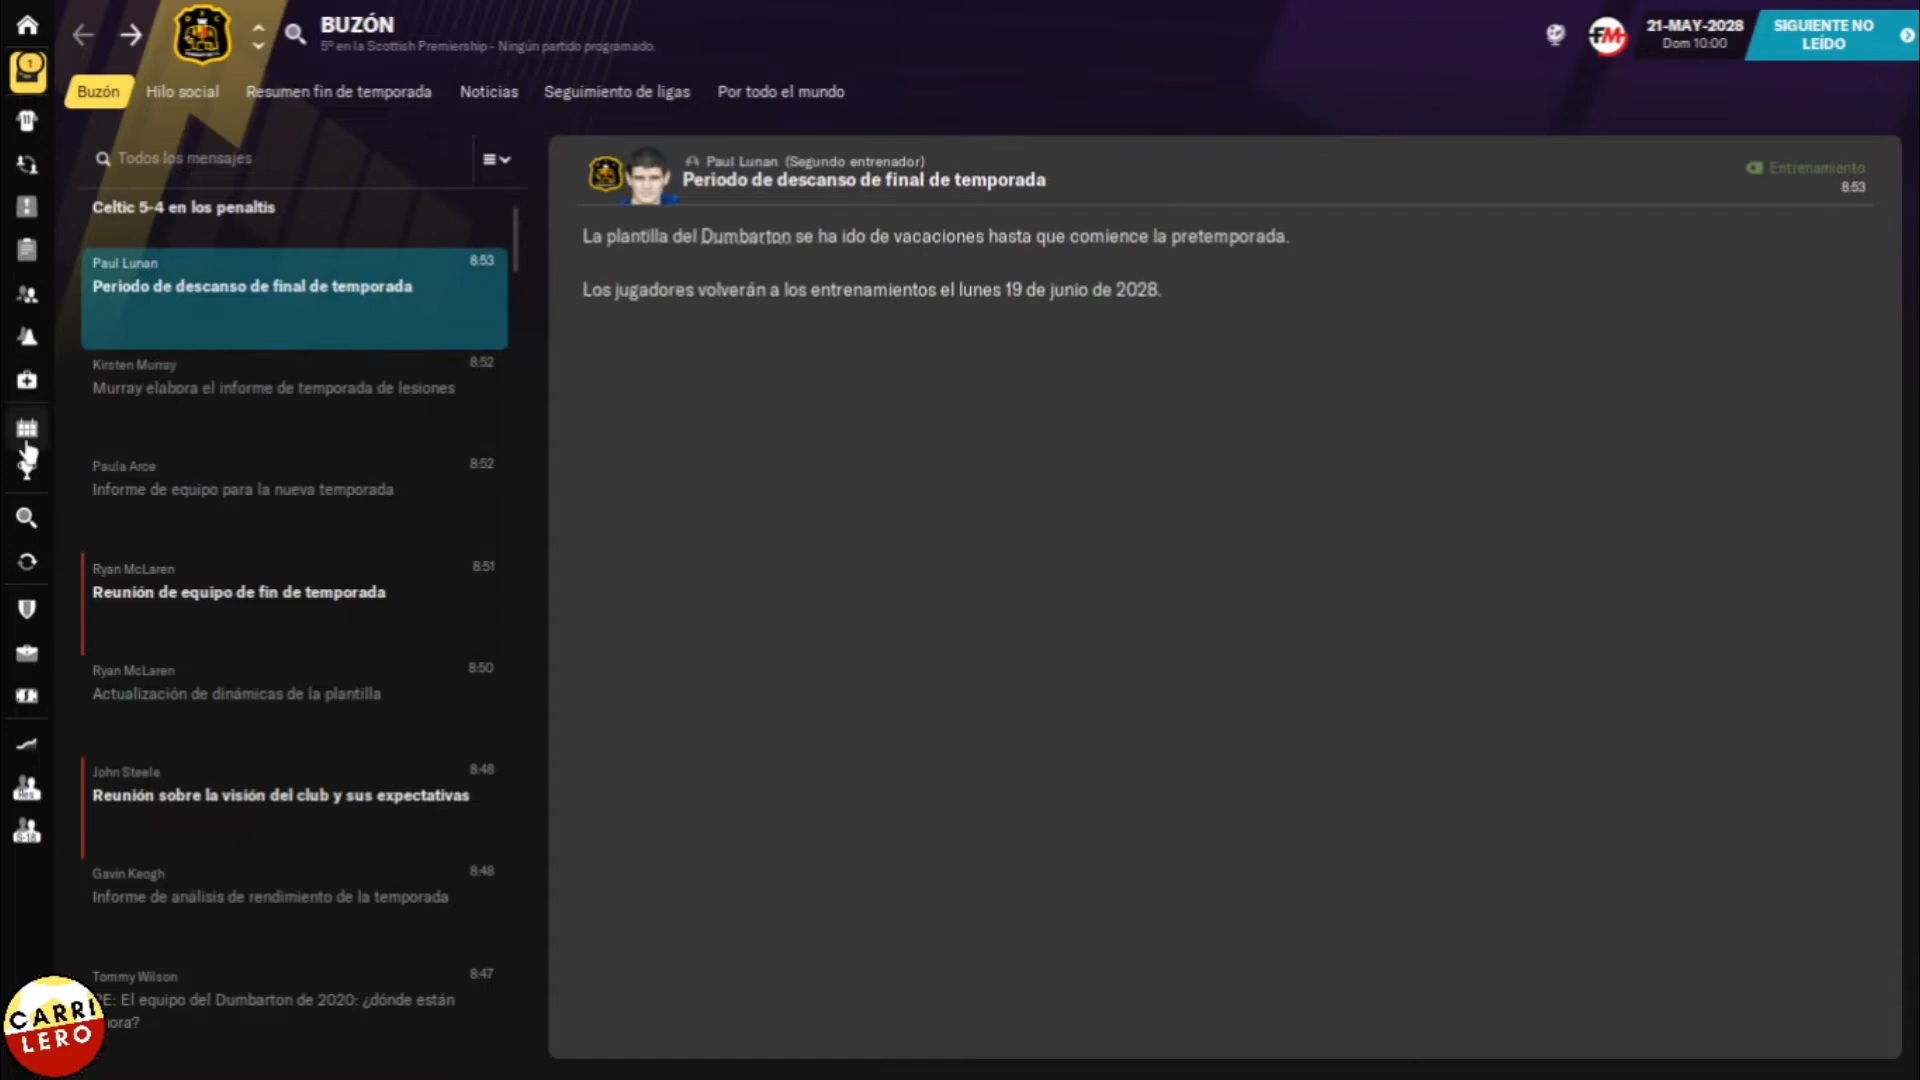 BUZÓN
5º en la Scottish Premiership - Ningún partido programado.
21-MAY-2028
Dom 10:00
SIGUIENTE NO
LEÍDO
Buzón Hilo social Resumen fin de temporada Noticias Seguimiento de ligas Por todo el mundo
Todos los mensajes
Celtic 5-4 en los penaltis
Paul Lunan 8:53
Periodo de descanso de final de temporada
Kirsten Murray 8:52
Murray elabora el informe de temporada de lesiones
Paula Arce 8:52
Informe de equipo para la nueva temporada
Ryan McLaren 8:51
Reunión de equipo de fin de temporada
Ryan McLaren 8:50
Actualización de dinámicas de la plantilla
John Steele 8:48
Reunión sobre la visión del club y sus expectativas
Gavin Keogh 8:48
Informe de análisis de rendimiento de la temporada
Tommy Wilson 8:47
RE: El equipo del Dumbarton de 2020: ¿dónde están
ahora?
Paul Lunan (Segundo entrenador)
Periodo de descanso de final de temporada
Entrenamiento
8:53
La plantilla del Dumbarton se ha ido de vacaciones hasta que comience la pretemporada.
Los jugadores volverán a los entrenamientos el lunes 19 de junio de 2028.
1
FM
CARRI
LERO